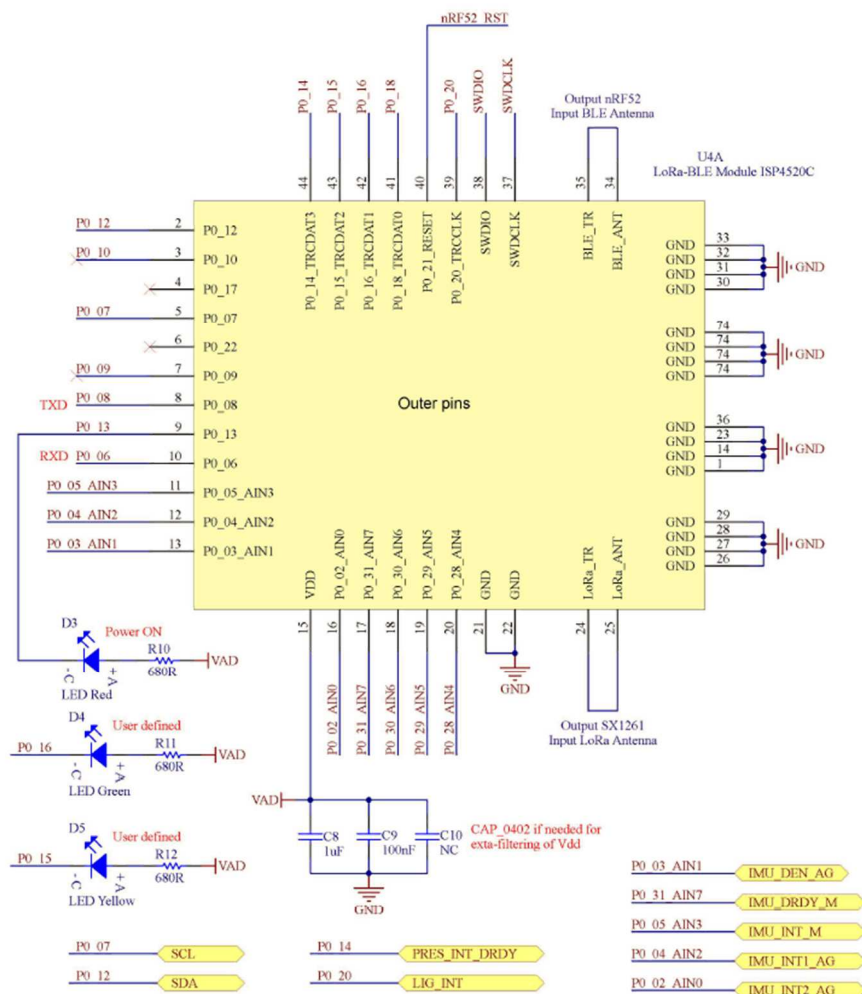 nRF52_RST
P0_14
P0_15
P0_16
P0_18
P0_20
SWDIO
SWDCLK
Output nRF52
Input BLE Antenna
U4A
LoRa-BLE Module ISP4520C
44
43
42
41
40
39
38
37
35
34
P0_14_TRCDAT3
P0_15_TRCDAT2
P0_16_TRCDAT1
P0_18_TRCDAT0
P0_21_RESET
P0_20_TRCCLK
SWDIO
SWDCLK
BLE_TR
BLE_ANT
P0_12 2 P0_12
P0_10 3 P0_10
4 P0_17
P0_07 5 P0_07
6 P0_22
P0_09 7 P0_09
TXD P0_08 8 P0_08
P0_13 9 P0_13
RXD P0_06 10 P0_06
P0_05_AIN3 11 P0_05_AIN3
P0_04_AIN2 12 P0_04_AIN2
P0_03_AIN1 13 P0_03_AIN1
Outer pins
GND 33
GND 32
GND 31
GND 30
GND
GND 74
GND 74
GND 74
GND 74
GND
GND 36
GND 23
GND 14
GND 1
GND
GND 29
GND 28
GND 27
GND 26
GND
VDD
P0_02_AIN0
P0_31_AIN7
P0_30_AIN6
P0_29_AIN5
P0_28_AIN4
GND
GND
LoRa_TR
LoRa_ANT
15
16
17
18
19
20
21
22
24
25
P0_02_AIN0
P0_31_AIN7
P0_30_AIN6
P0_29_AIN5
P0_28_AIN4
GND
Output SX1261
Input LoRa Antenna
D3
Power ON
R10
680R
VAD
- C
+A
LED Red
D4
User defined
P0_16
R11
680R
VAD
- C
+A
LED Green
D5
User defined
P0_15
R12
680R
VAD
- C
+A
LED Yellow
VAD
C8
1uF
C9
100nF
C10
NC
CAP_0402 if needed for
exta-filtering of Vdd
GND
P0_07 SCL
P0_12 SDA
P0_14 PRES_INT_DRDY
P0_20 LIG_INT
P0_03_AIN1 IMU_DEN_AG
P0_31_AIN7 IMU_DRDY_M
P0_05_AIN3 IMU_INT_M
P0_04_AIN2 IMU_INT1_AG
P0_02_AIN0 IMU_INT2_AG